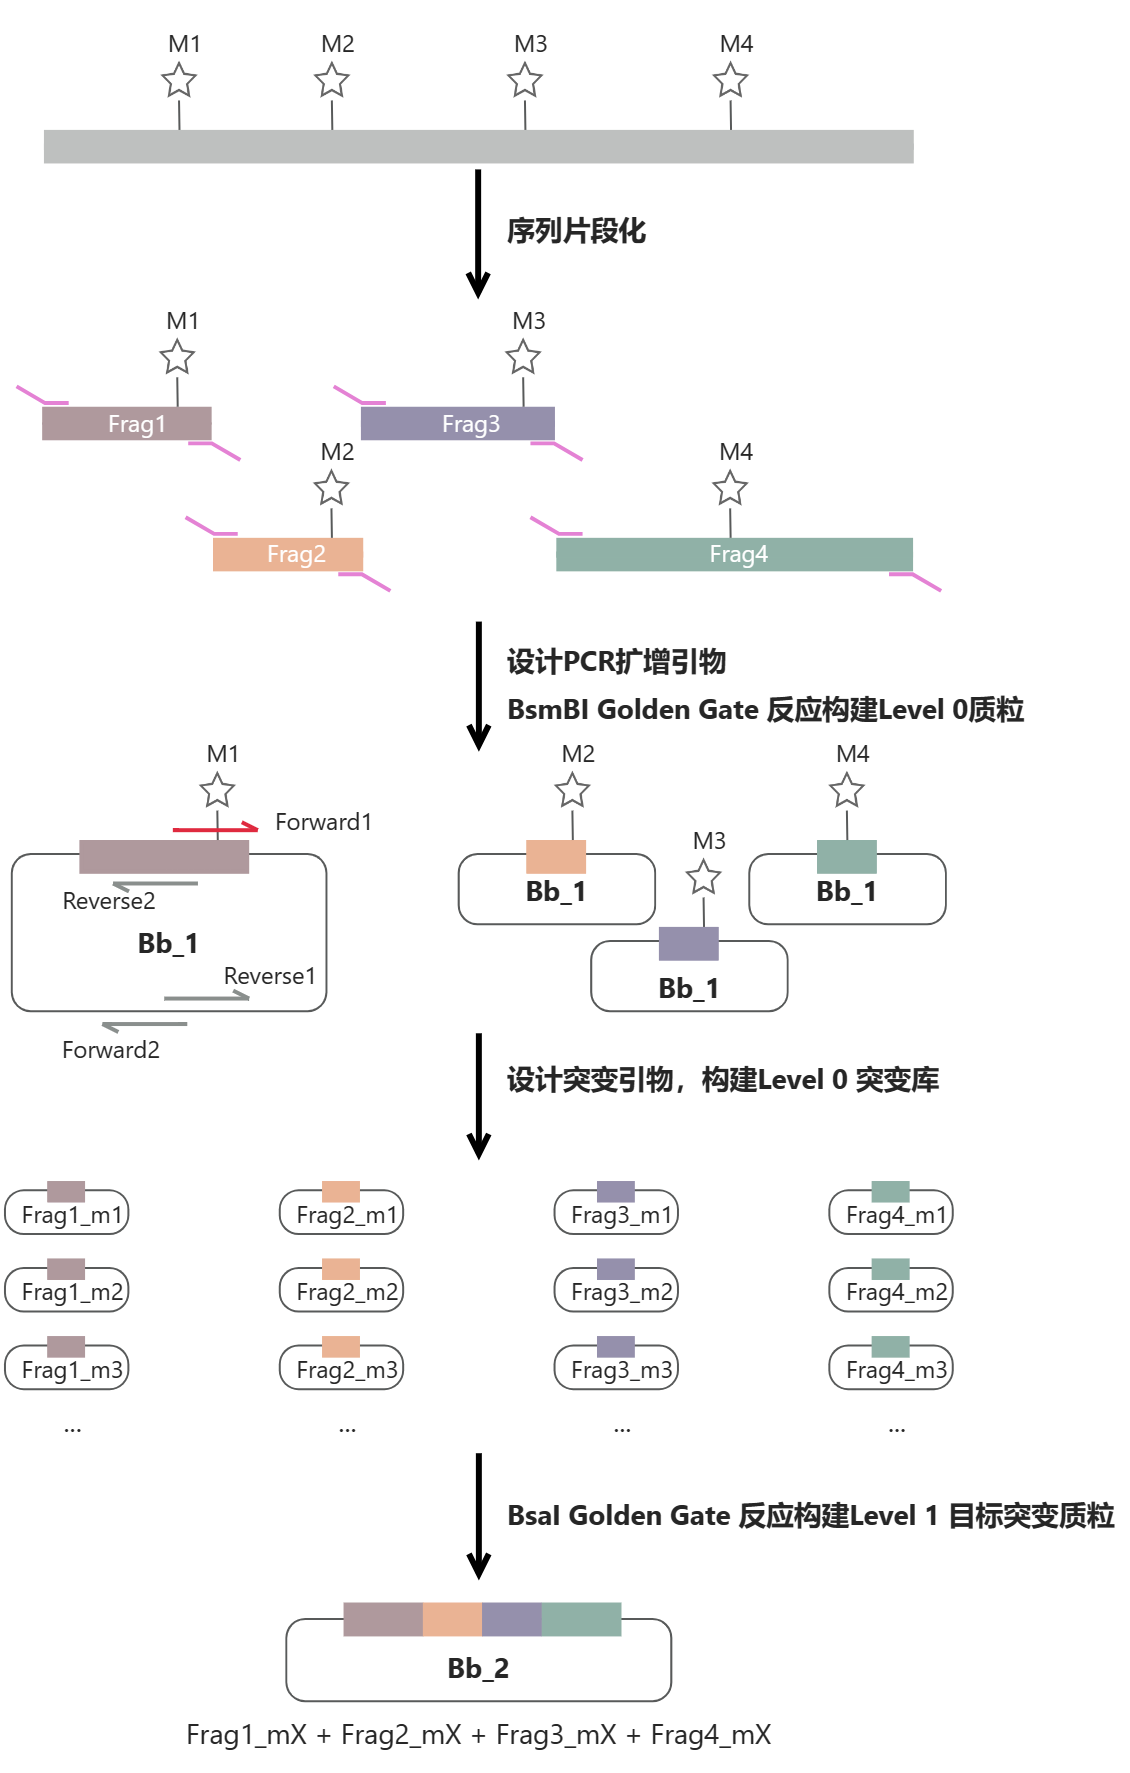 M1
M2
M3
M4
序列片段化
M1
M3
Frag1
Frag3
M2
M4
Frag2
Frag4
设计PCR扩增引物
BsmBI Golden Gate 反应构建Level 0质粒
M1
M2
M4
Forward1
M3
Reverse2
Bb_1
Bb_1
Bb_1
Bb_1
Reverse1
Forward2
设计突变引物，构建Level 0 突变库
Frag1_m1
Frag2_m1
Frag3_m1
Frag4_m1
Frag1_m2
Frag2_m2
Frag3_m2
Frag4_m2
Frag1_m3
Frag2_m3
Frag3_m3
Frag4_m3
...
...
...
...
BsaI Golden Gate 反应构建Level 1 目标突变质粒
Bb_2
Frag1_mX + Frag2_mX + Frag3_mX + Frag4_mX